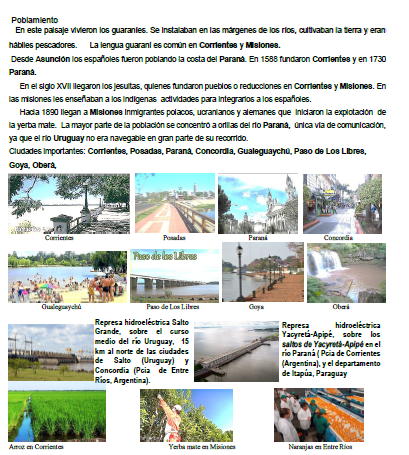 Poblamiento
En este paisaje vivieron los guaraníes. Se instalaban en las márgenes de los ríos, cultivaban la tierra y eran
hábiles pescadores. La lengua guaraní es común en Corrientes y Misiones.
Desde Asunción los españoles fueron poblando la costa del Paraná. En 1588 fundaron Corrientes y en 1730
Paraná.
En el siglo XVII llegaron los jesuitas, quienes fundaron pueblos o reducciones en Corrientes y Misiones. En
las misiones les enseñaban a los indígenas actividades para integrarlos a los españoles.
Hacia 1890 llegan a Misiones inmigrantes polacos, ucranianos y alemanes que iniciaron la explotación de
la yerba mate. La mayor parte de la población se concentró a orillas del río Paraná, única vía de comunicación,
ya que el río Uruguay no era navegable en gran parte de su recorrido.
Ciudades importantes: Corrientes, Posadas, Paraná, Concordia, Gualeguaychú, Paso de Los Libres,
Goya, Oberá,
Corrientes
Posadas
Paraná
Concordia
Paso de los Libres
Gualeguaychú
Paso de Los Libres
Goya
Oberá
Represa hidroeléctrica Salto
Grande, sobre el curso
medio del río Uruguay, 15
km al norte de las ciudades
de Salto (Uruguay) y
Concordia (Pcia de Entre
Ríos, Argentina).
Represa hidroeléctrica
Yacyretá-Apipé, sobre los
saltos de Yacyretá-Apipé en el
río Paraná ( Pcia de Corrientes
(Argentina), y el departamento
de Itapúa, Paraguay
Arroz en Corrientes
Yerba mate en Misiones
Naranjas en Entre Ríos